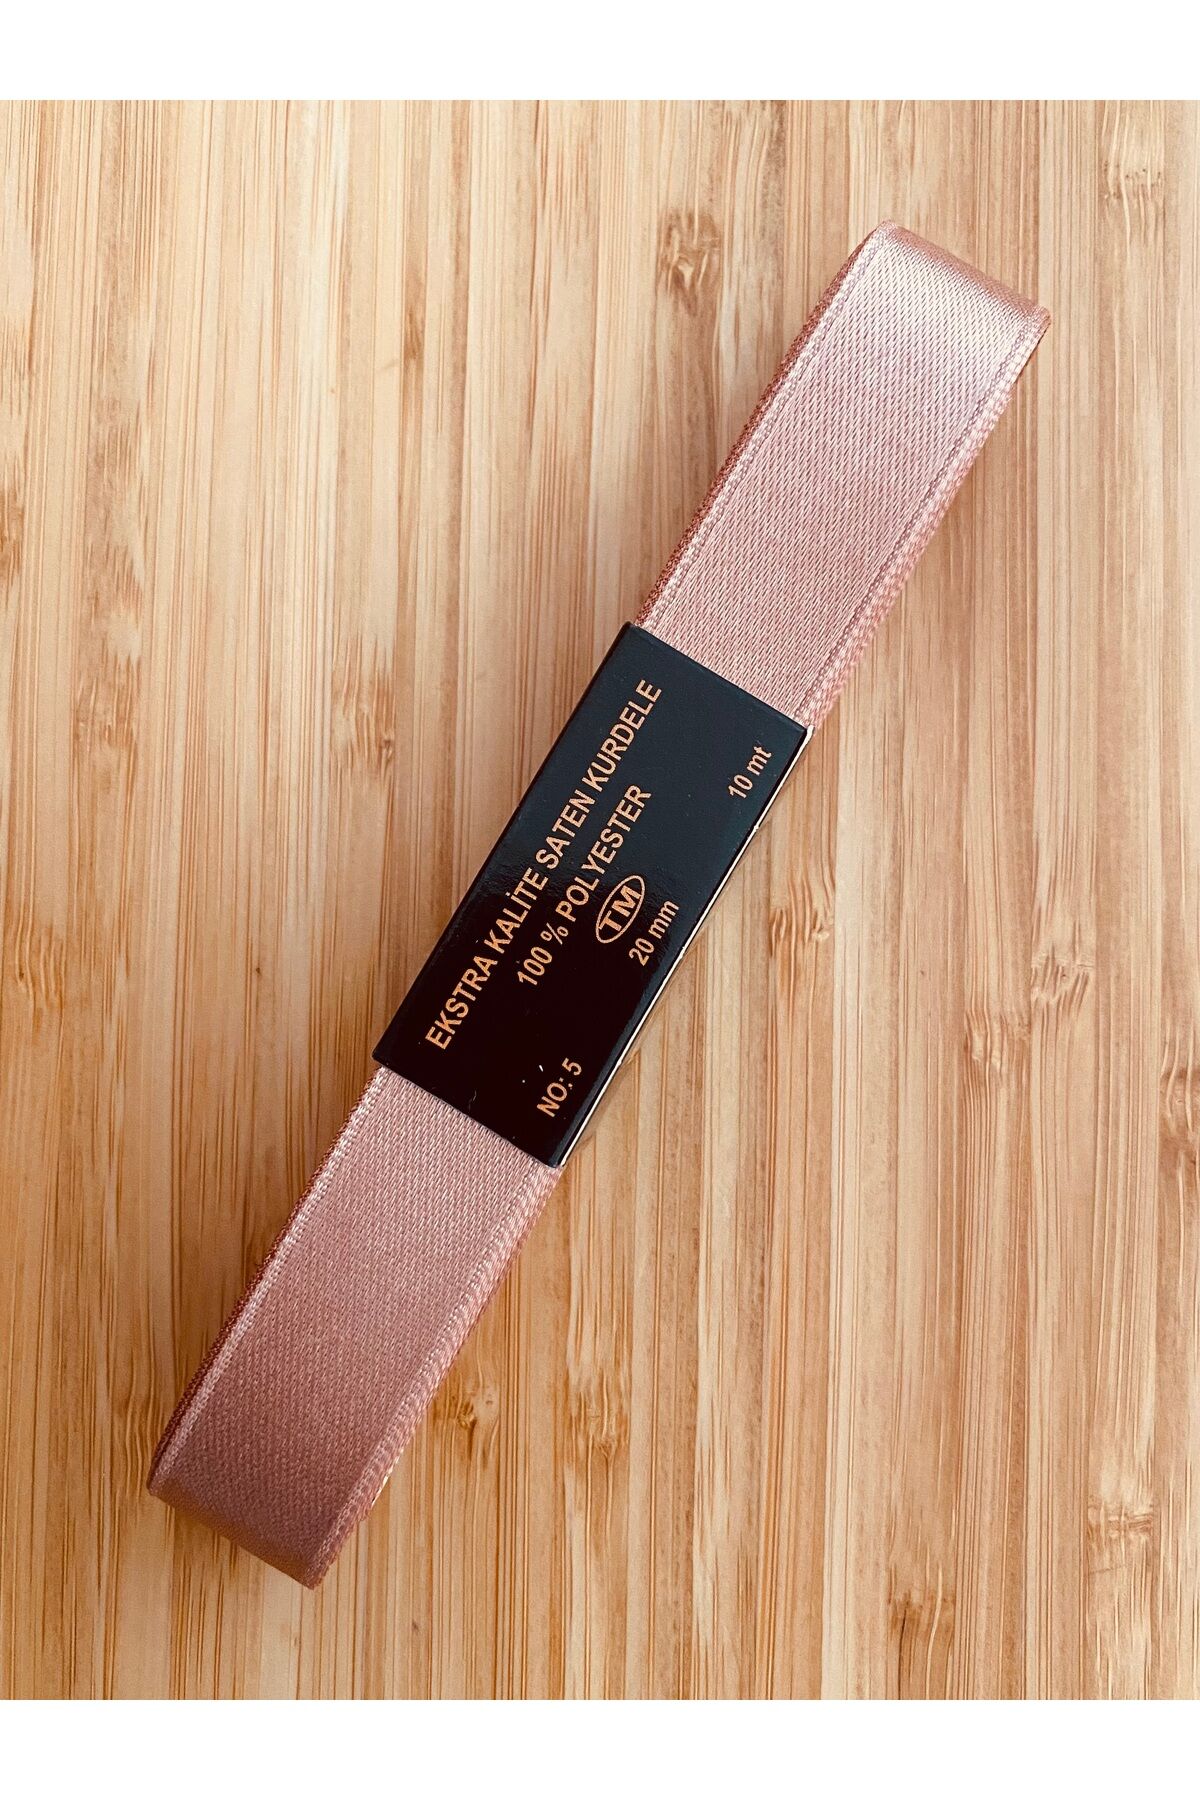 EKSTRA KALİTE SATEN KURDELE
100 % POLYESTER
TM
NO: 5 20 mm 10 mt